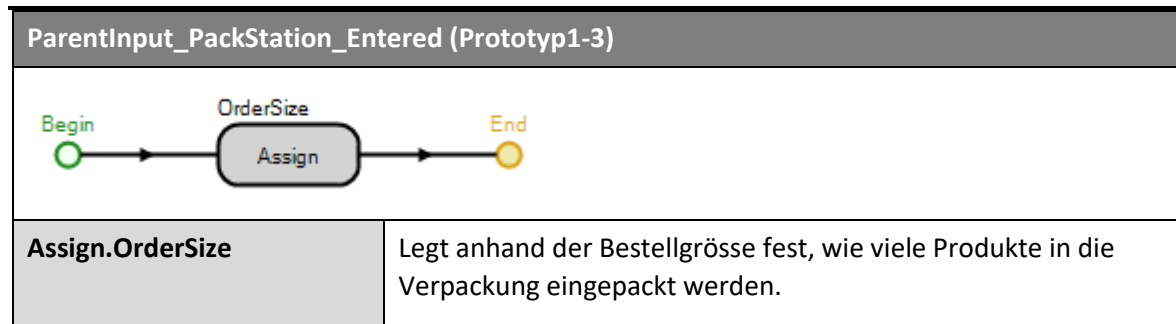 ParentInput_PackStation_Entered (Prototyp1-3)
OrderSize
Begin
End
Assign
Assign.OrderSize
Legt anhand der Bestellgrösse fest, wie viele Produkte in die
Verpackung eingepackt werden.